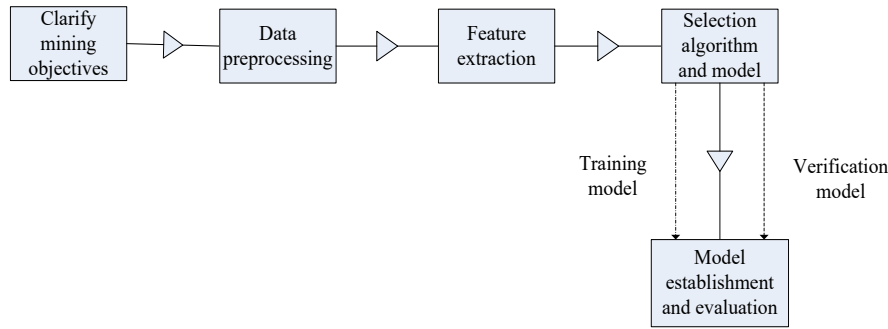 Clarify
mining
objectives
Data
preprocessing
Feature
extraction
Selection
algorithm
and model
Training
model
Verification
model
Model
establishment
and evaluation